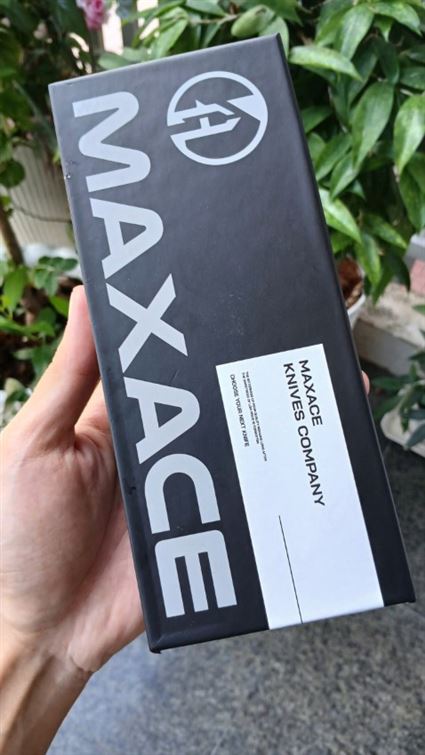 MAXACE
MAXACE
KNIVES COMPANY
CHOOSE YOUR NEXT KNIFE